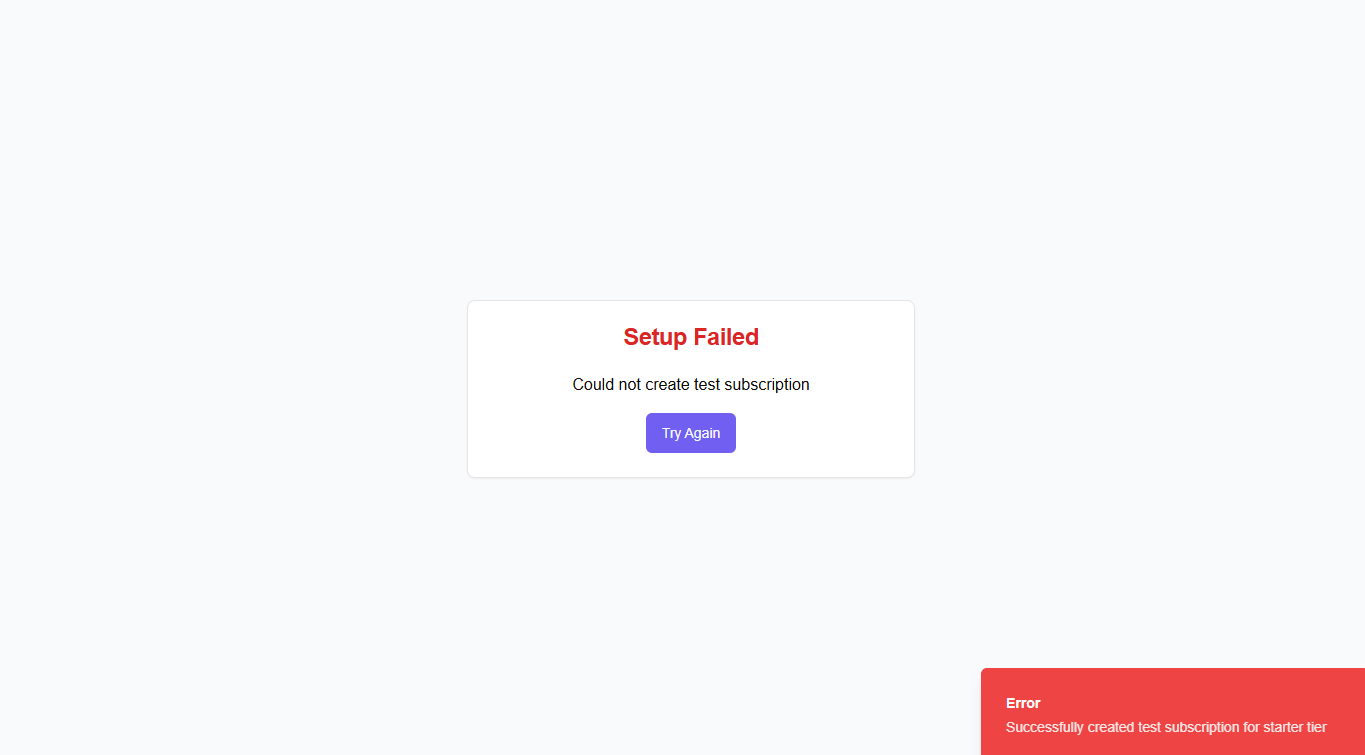 Setup Failed
Could not create test subscription
Try Again
Error
Successfully created test subscription for starter tier